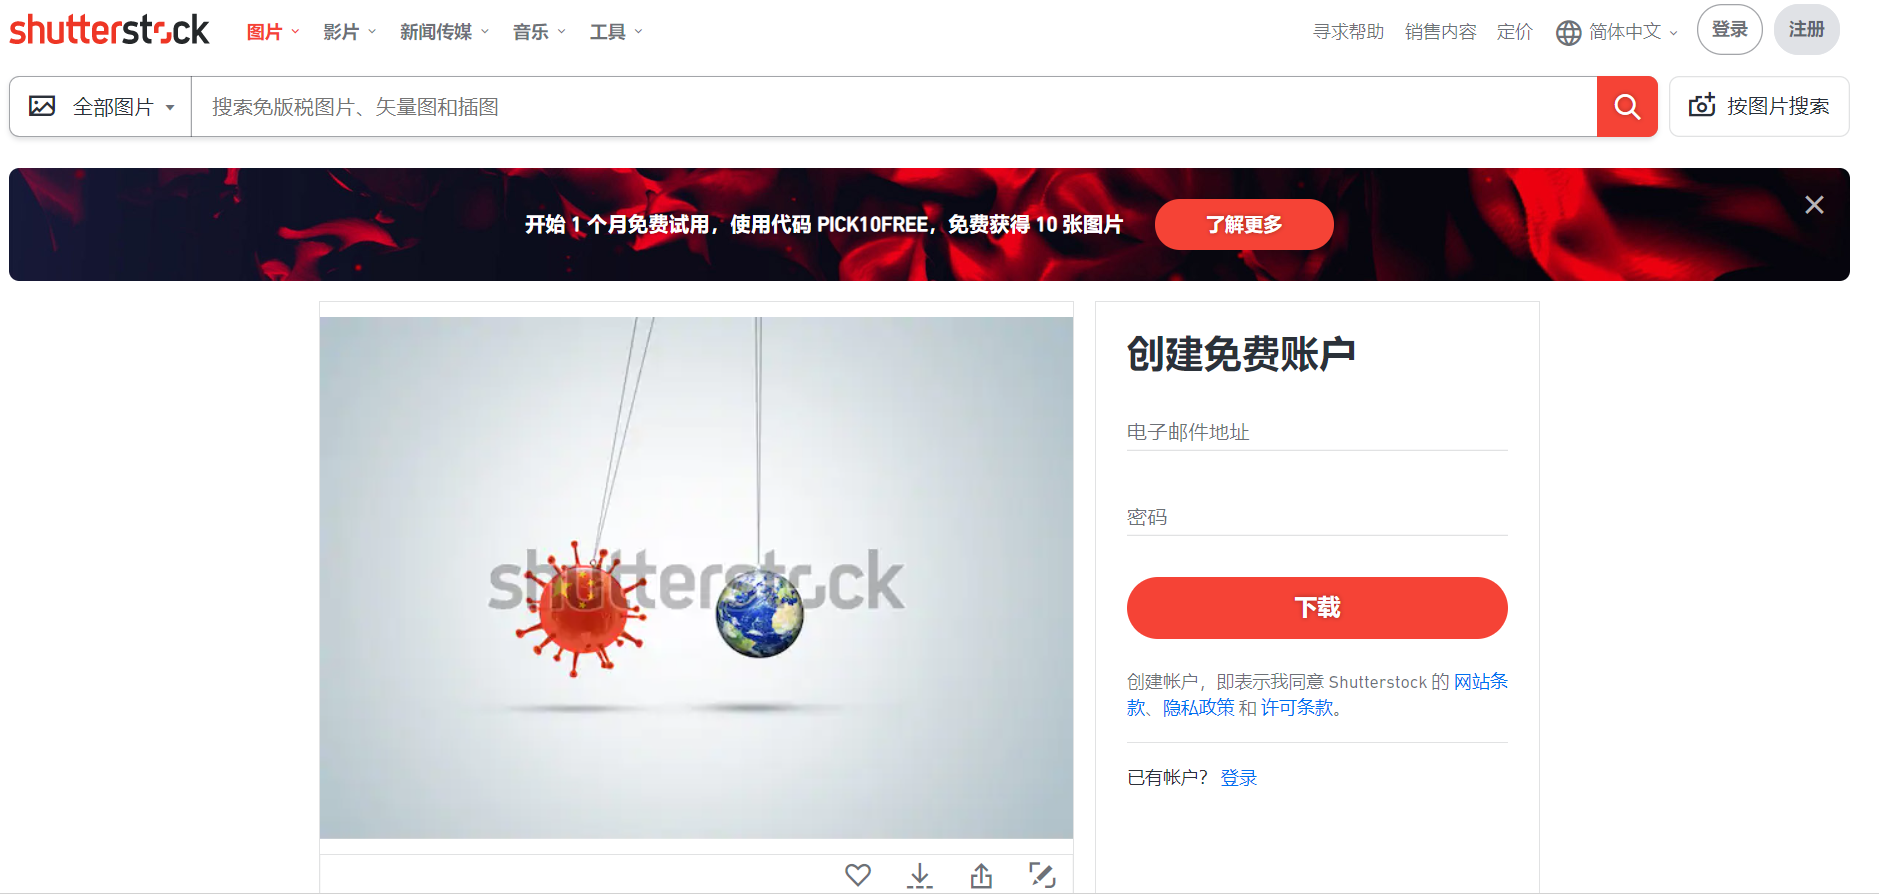 shutterstock
图片
影片
新闻传媒
音乐
工具
寻求帮助
销售内容
定价
简体中文
登录
注册
全部图片
搜索免版税图片、矢量图和插图
按图片搜索
开始 1 个月免费试用，使用代码 PICK10FREE，免费获得 10 张图片
了解更多
shutterstock
创建免费账户
电子邮件地址
密码
下载
创建帐户，即表示我同意 Shutterstock 的 网站条
款、隐私政策 和 许可条款。
已有帐户？ 登录